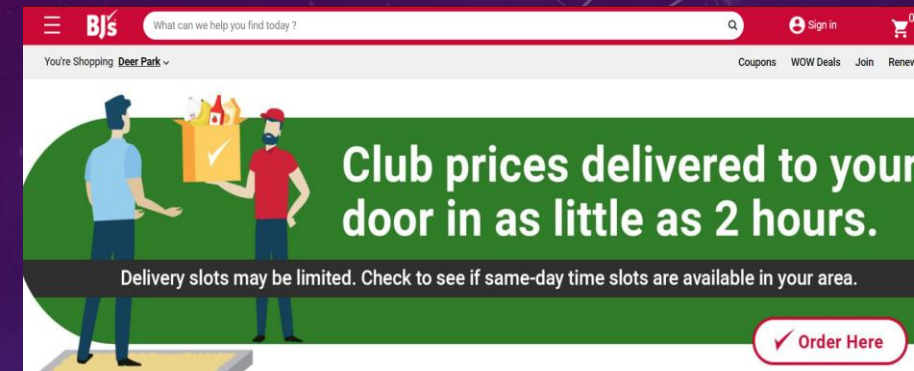 BJ's
What can we help you find today ?
Sign in
0
You're Shopping Deer Park
Coupons WOW Deals Join Renew
Club prices delivered to your
door in as little as 2 hours.
Delivery slots may be limited. Check to see if same-day time slots are available in your area.
Order Here